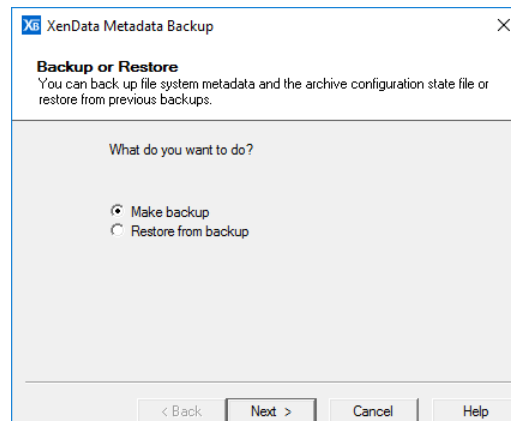 XB XenData Metadata Backup
Backup or Restore
You can back up file system metadata and the archive configuration state file or
restore from previous backups.
What do you want to do?
Make backup
Restore from backup
< Back Next > Cancel Help